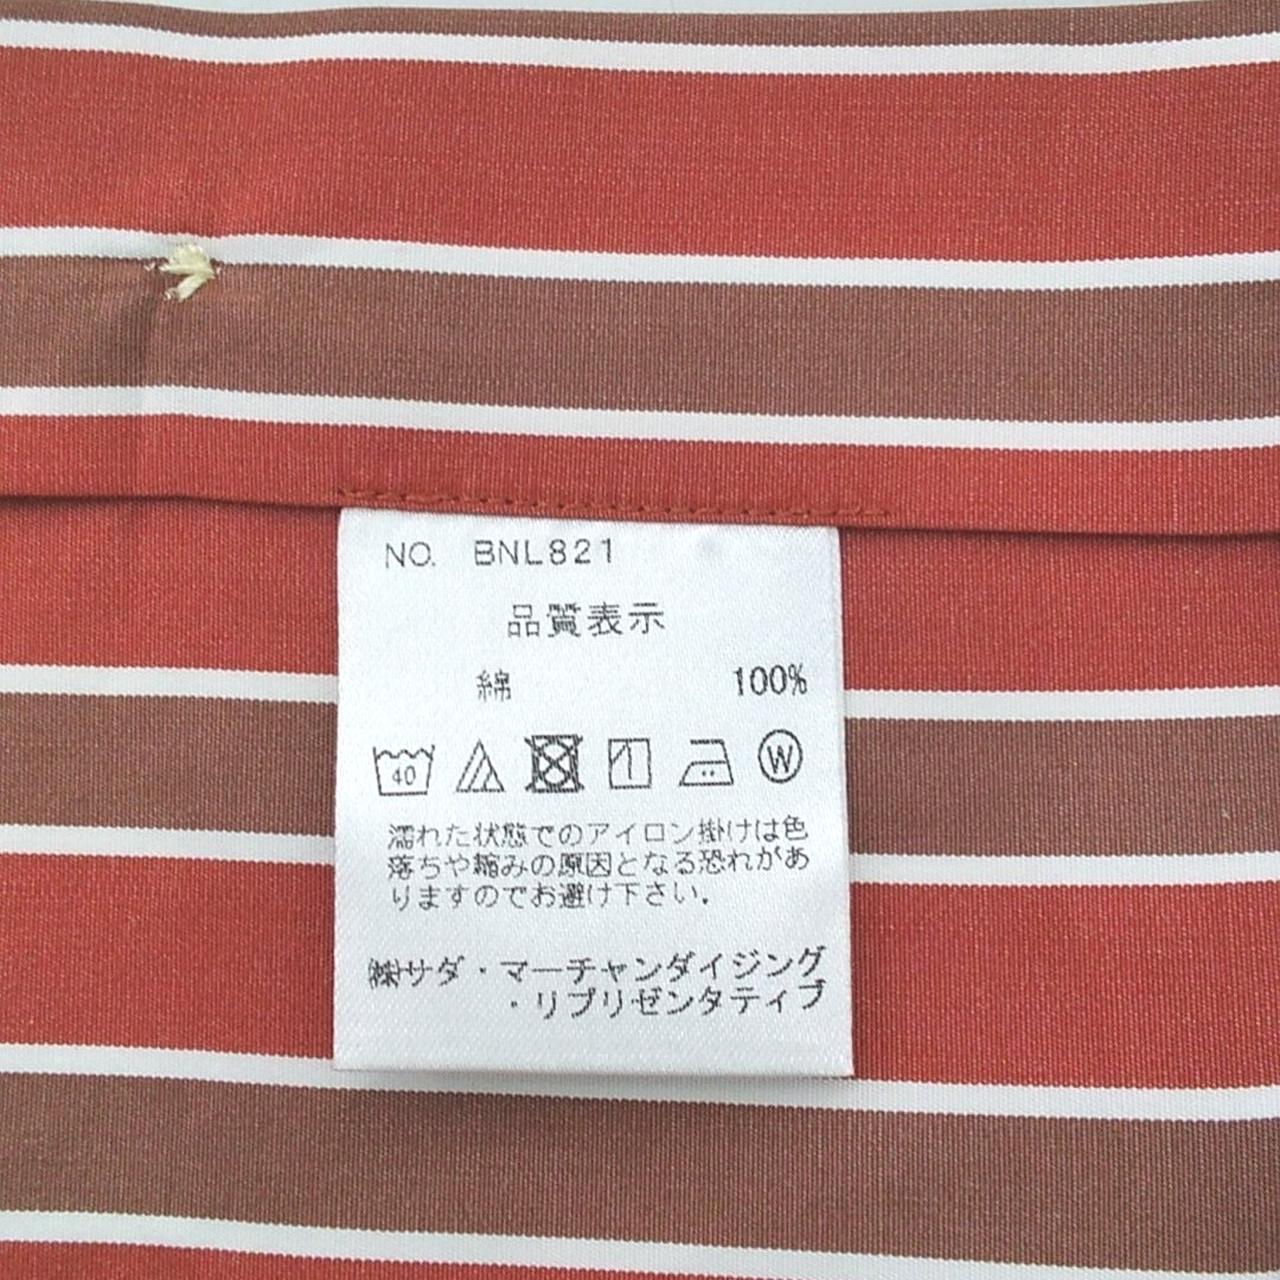 NO. BNL821
品質表示
綿 100%
40 W
濡れた状態でのアイロン掛けは色
落ちや縮みの原因となる恐れがあ
りますのでお避け下さい。
㈱サダ・マーチャンダイジング
・リプリゼンタティブ